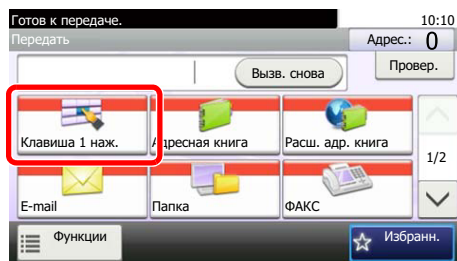 Готов к передаче.
10:10
Передать
Адрес.: 0
Вызв. снова
Провер.
Клавиша 1 наж.
Адресная книга
Расш. адр. книга
1/2
E-mail
Папка
ФАКС
Функции
Избранн.